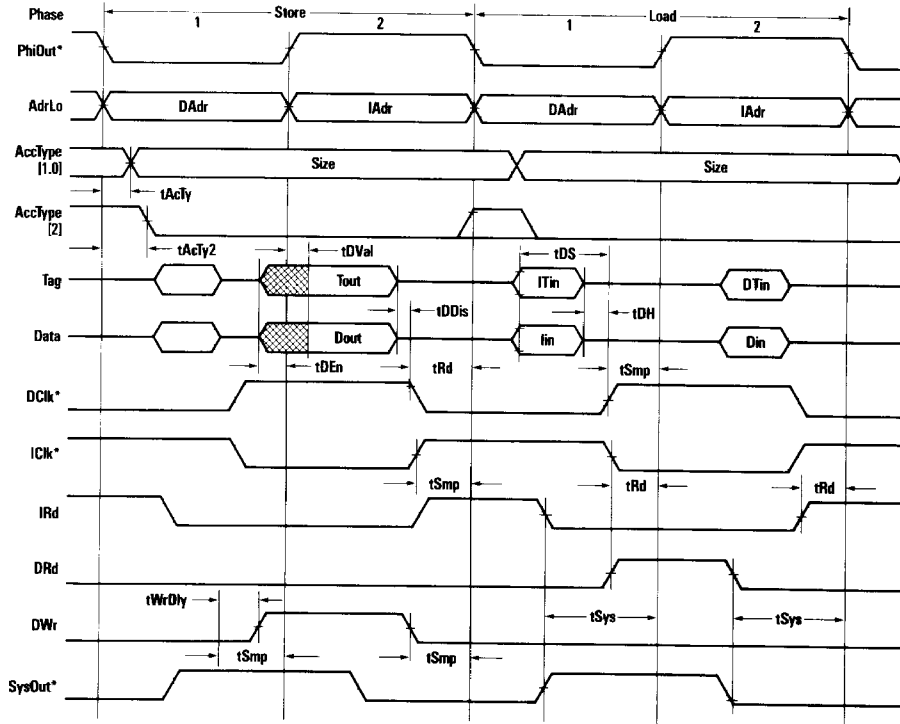 Phase Store Load
1 2 1 2
PhiOut*
AdrLo DAdr IAdr DAdr IAdr
AccType
[1.0] Size Size
tAcTy
AccType
[2]
tAcTy2 tDVal tDS
Tag Tout ITin DTin
tDDis tDH
Data Dout Iin Din
tDEn tRd tSmp
DClk*
IClk*
tSmp tRd tRd
IRd
DRd
tWrDly tSys tSys
DWr
tSmp tSmp
SysOut*